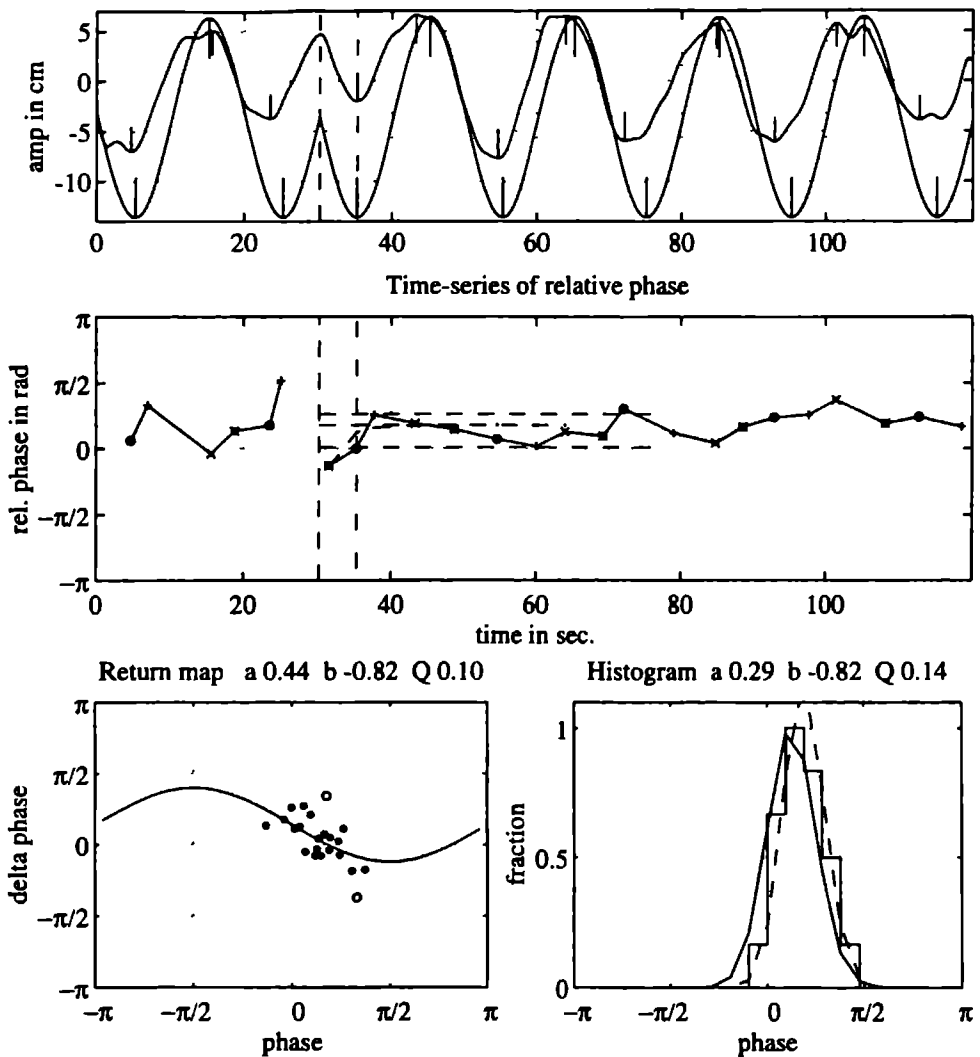 5
0
-5
-10
amp in cm
0 20 40 60 80 100
Time-series of relative phase
π
π/2
0
−π/2
−π
rel. phase in rad
0 20 40 60 80 100
time in sec.
Return map a 0.44 b -0.82 Q 0.10
π
π/2
0
−π/2
−π
delta phase
−π −π/2 0 π/2 π
phase
Histogram a 0.29 b -0.82 Q 0.14
1
0.5
0
fraction
−π −π/2 0 π/2 π
phase